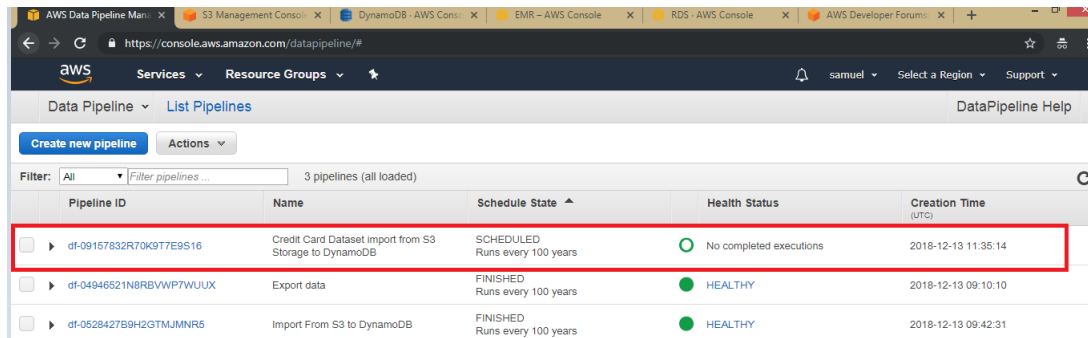 AWS Data Pipeline Mana
S3 Management Consol
DynamoDB - AWS Cons
EMR – AWS Console
RDS - AWS Console
AWS Developer Forums:
https://console.aws.amazon.com/datapipeline/#
aws
Services
Resource Groups
samuel
Select a Region
Support
Data Pipeline
List Pipelines
DataPipeline Help
Create new pipeline
Actions
Filter: All Filter pipelines ... 3 pipelines (all loaded)
Pipeline ID
Name
Schedule State
Health Status
Creation Time
(UTC)
df-09157832R70K9T7E9S16
Credit Card Dataset import from S3
Storage to DynamoDB
SCHEDULED
Runs every 100 years
No completed executions
2018-12-13 11:35:14
df-04946521N8RBVWP7WUUX
Export data
FINISHED
Runs every 100 years
HEALTHY
2018-12-13 09:10:10
df-0528427B9H2GTMJMNR5
Import From S3 to DynamoDB
FINISHED
Runs every 100 years
HEALTHY
2018-12-13 09:42:31